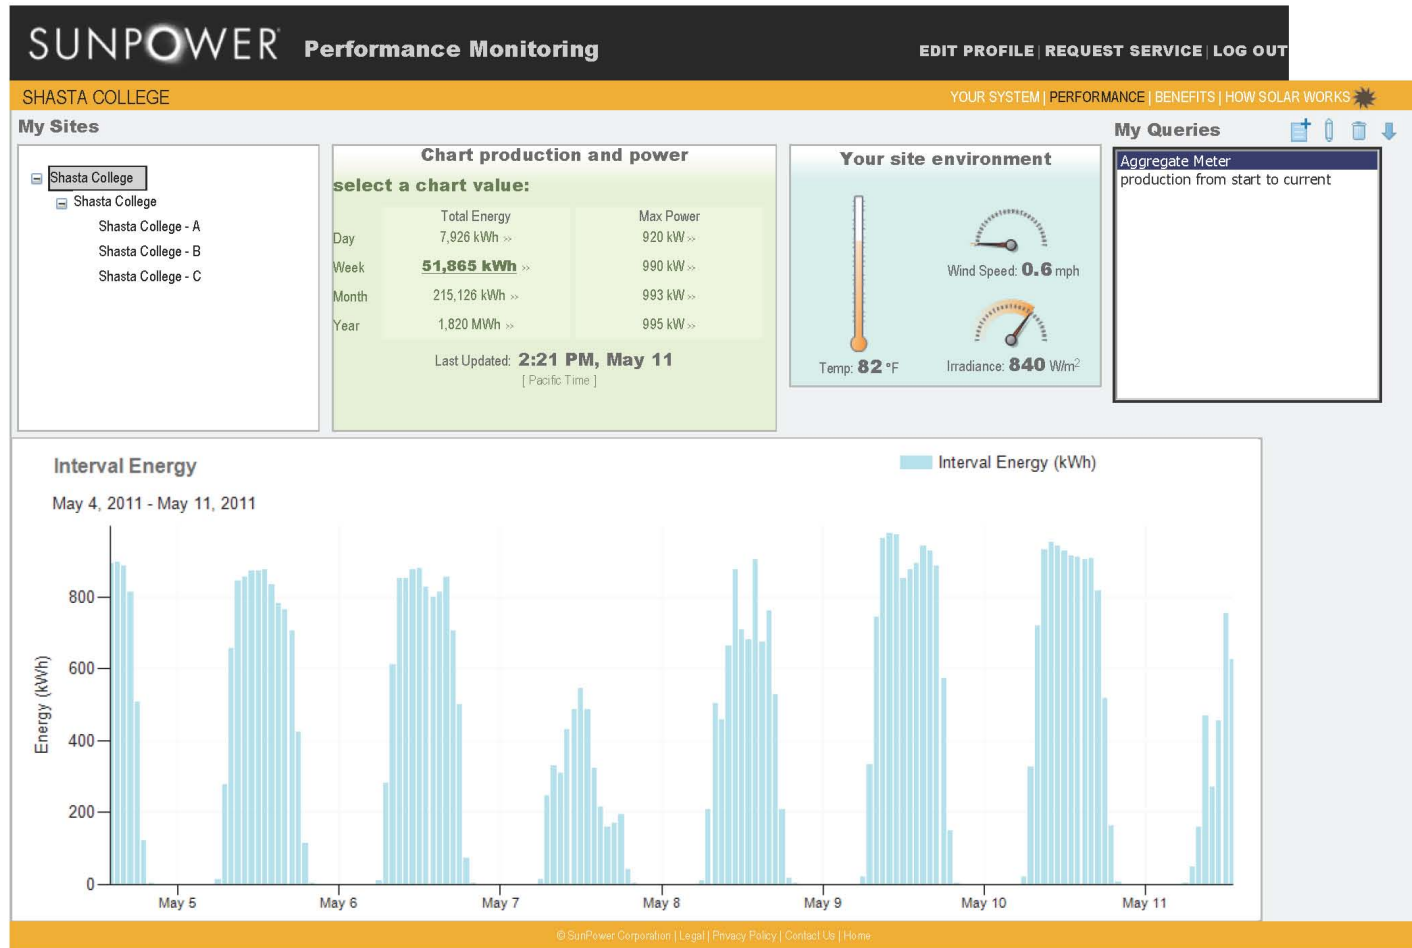 SUNPOWER Performance Monitoring
EDIT PROFILE | REQUEST SERVICE | LOG OUT
SHASTA COLLEGE
YOUR SYSTEM | PERFORMANCE | BENEFITS | HOW SOLAR WORKS
My Sites
Shasta College
Shasta College
Shasta College - A
Shasta College - B
Shasta College - C
Chart production and power
select a chart value:
Total Energy Max Power
Day 7,926 kWh >> 920 kW >>
Week 51,865 kWh >> 990 kW >>
Month 215,126 kWh >> 993 kW >>
Year 1,820 MWh >> 995 kW >>
Last Updated: 2:21 PM, May 11
[ Pacific Time ]
Your site environment
Wind Speed: 0.6 mph
Temp: 82 °F
Irradiance: 840 W/m²
My Queries
Aggregate Meter
production from start to current
Interval Energy
Interval Energy (kWh)
May 4, 2011 - May 11, 2011
Energy (kWh)
800
600
400
200
0
May 5 May 6 May 7 May 8 May 9 May 10 May 11
© SunPower Corporation | Legal | Privacy Policy | Contact Us | Home